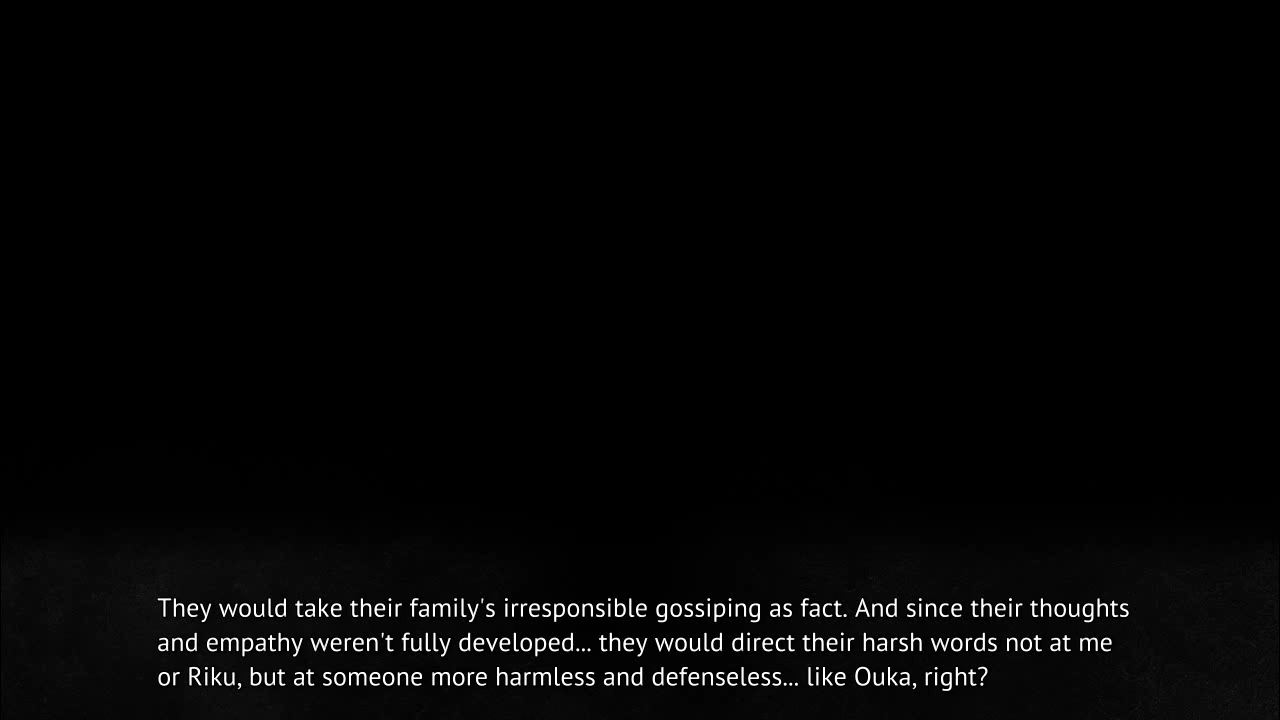 They would take their family's irresponsible gossiping as fact. And since their thoughts
and empathy weren't fully developed... they would direct their harsh words not at me
or Riku, but at someone more harmless and defenseless... like Ouka, right?